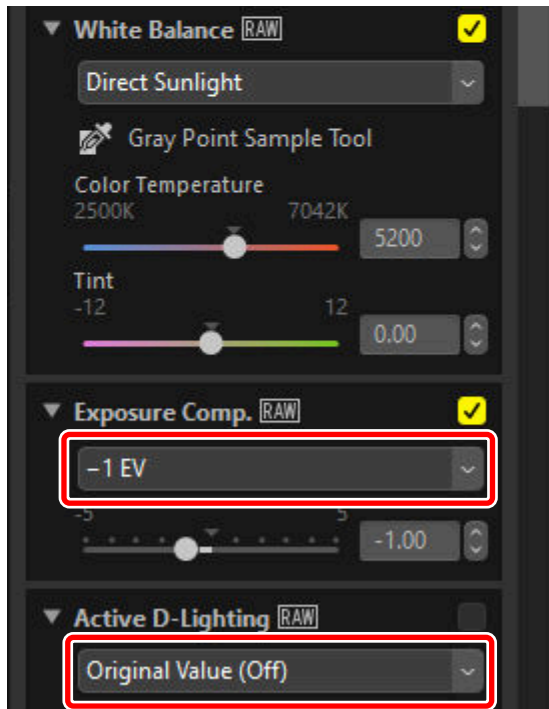 White Balance RAW
Direct Sunlight
Gray Point Sample Tool
Color Temperature
2500K 7042K
5200
Tint
-12 12
0.00
Exposure Comp. RAW
−1 EV
-5 5
-1.00
Active D-Lighting RAW
Original Value (Off)